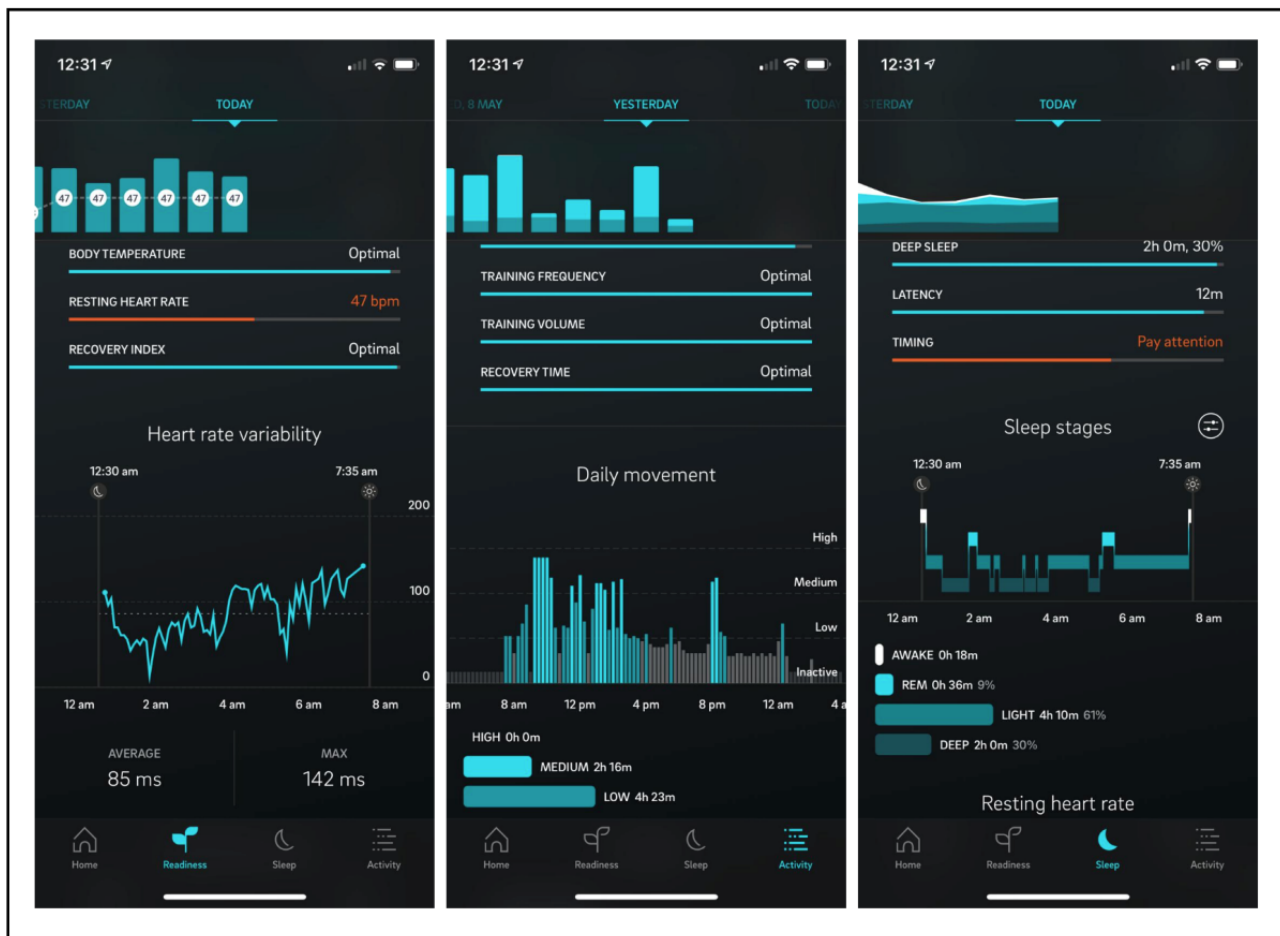 12:31
STERDAY TODAY
47 47 47 47 47 47
BODY TEMPERATURE Optimal
RESTING HEART RATE 47 bpm
RECOVERY INDEX Optimal
Heart rate variability
12:30 am 7:35 am
200
100
0
12 am 2 am 4 am 6 am 8 am
AVERAGE MAX
85 ms 142 ms
Home Readiness Sleep Activity
12:31
D, 8 MAY YESTERDAY TODA
TRAINING FREQUENCY Optimal
TRAINING VOLUME Optimal
RECOVERY TIME Optimal
Daily movement
High
Medium
Low
Inactive
am 8 am 12 pm 4 pm 8 pm 12 am 4 a
HIGH 0h 0m
MEDIUM 2h 16m
LOW 4h 23m
Home Readiness Sleep Activity
12:31
TERDAY TODAY
DEEP SLEEP 2h 0m, 30%
LATENCY 12m
TIMING Pay attention
Sleep stages
12:30 am 7:35 am
12 am 2 am 4 am 6 am 8 am
AWAKE 0h 18m
REM 0h 36m 9%
LIGHT 4h 10m 61%
DEEP 2h 0m 30%
Resting heart rate
Home Readiness Sleep Activity